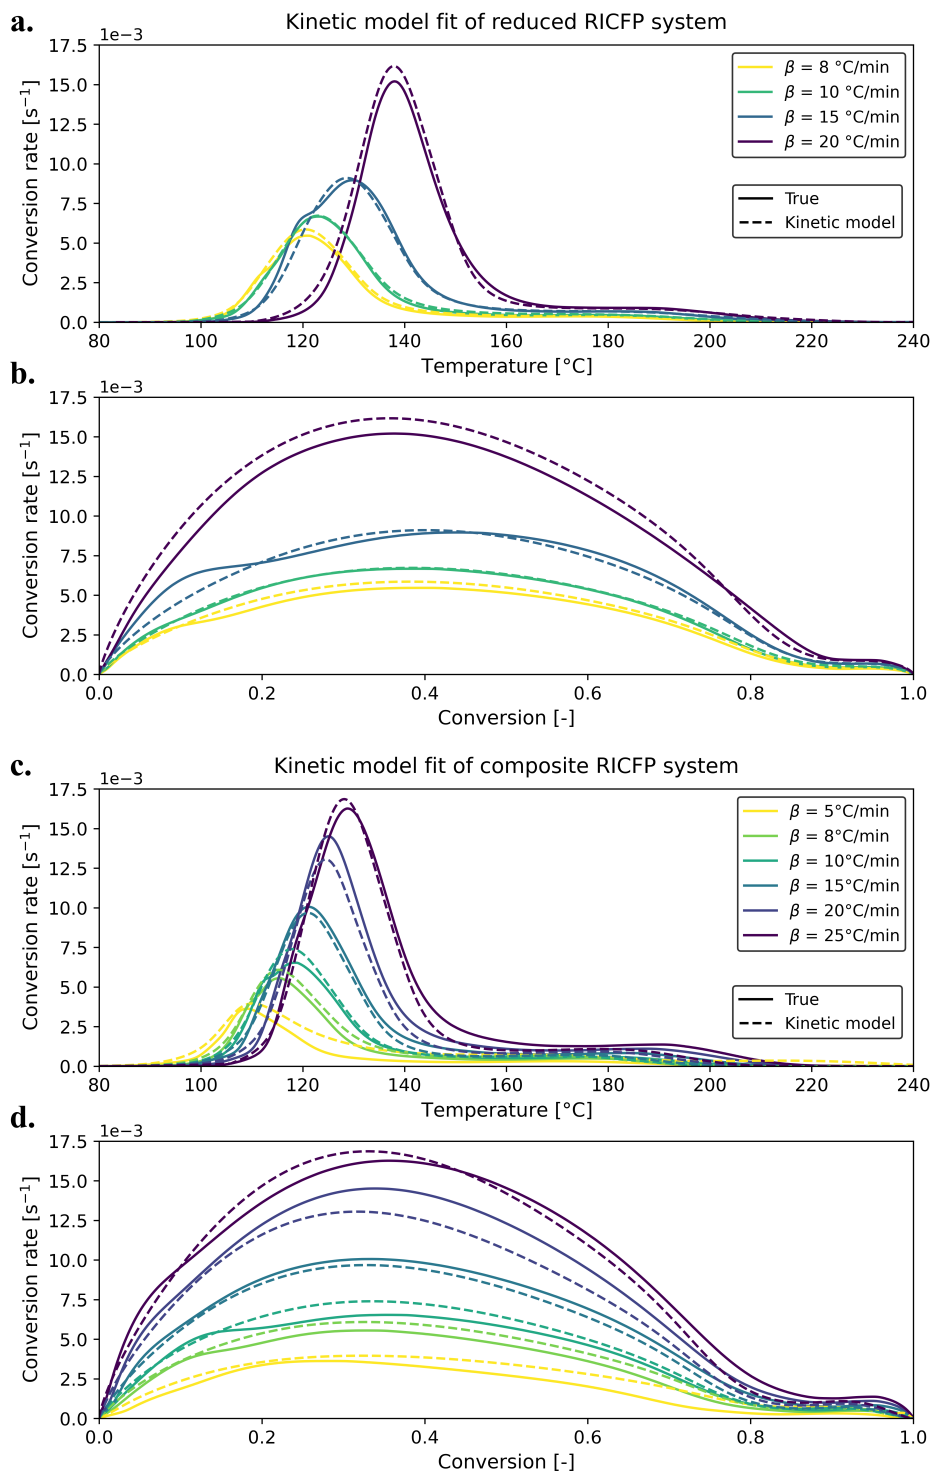 a.
Kinetic model fit of reduced RICFP system
1e−3
17.5
15.0
12.5
10.0
7.5
5.0
2.5
0.0
Conversion rate [s⁻¹]
β = 8 °C/min
β = 10 °C/min
β = 15 °C/min
β = 20 °C/min
True
Kinetic model
80 100 120 140 160 180 200 220 240
Temperature [°C]
b.
1e−3
17.5
15.0
12.5
10.0
7.5
5.0
2.5
0.0
Conversion rate [s⁻¹]
0.0 0.2 0.4 0.6 0.8 1.0
Conversion [-]
c.
Kinetic model fit of composite RICFP system
1e−3
17.5
15.0
12.5
10.0
7.5
5.0
2.5
0.0
Conversion rate [s⁻¹]
β = 5°C/min
β = 8°C/min
β = 10°C/min
β = 15°C/min
β = 20°C/min
β = 25°C/min
True
Kinetic model
80 100 120 140 160 180 200 220 240
Temperature [°C]
d.
1e−3
17.5
15.0
12.5
10.0
7.5
5.0
2.5
0.0
Conversion rate [s⁻¹]
0.0 0.2 0.4 0.6 0.8 1.0
Conversion [-]